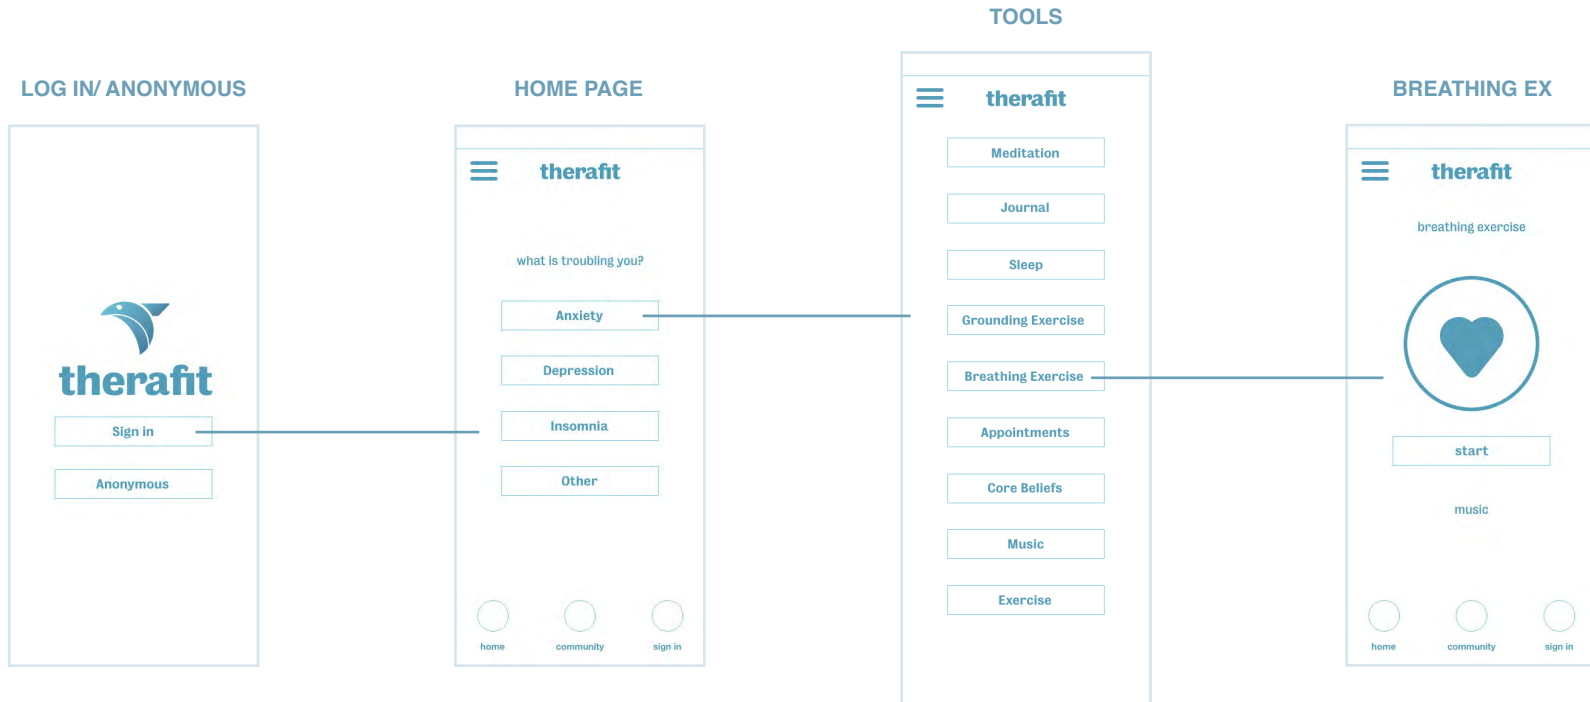 LOG IN/ ANONYMOUS
therafit
Sign in
Anonymous
HOME PAGE
therafit
what is troubling you?
Anxiety
Depression
Insomnia
Other
home community sign in
TOOLS
therafit
Meditation
Journal
Sleep
Grounding Exercise
Breathing Exercise
Appointments
Core Beliefs
Music
Exercise
BREATHING EX
therafit
breathing exercise
start
music
home community sign in